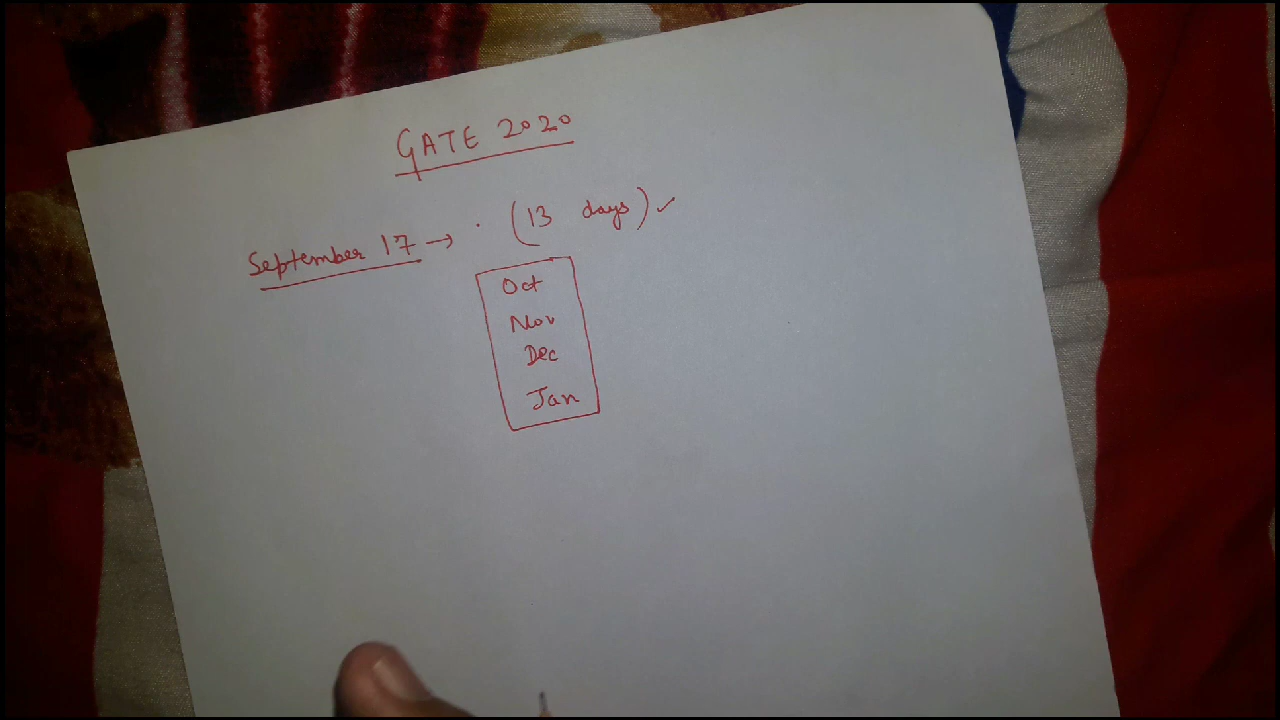 GATE 2020
September 17 → (13 days) ✓
Oct
Nov
Dec
Jan